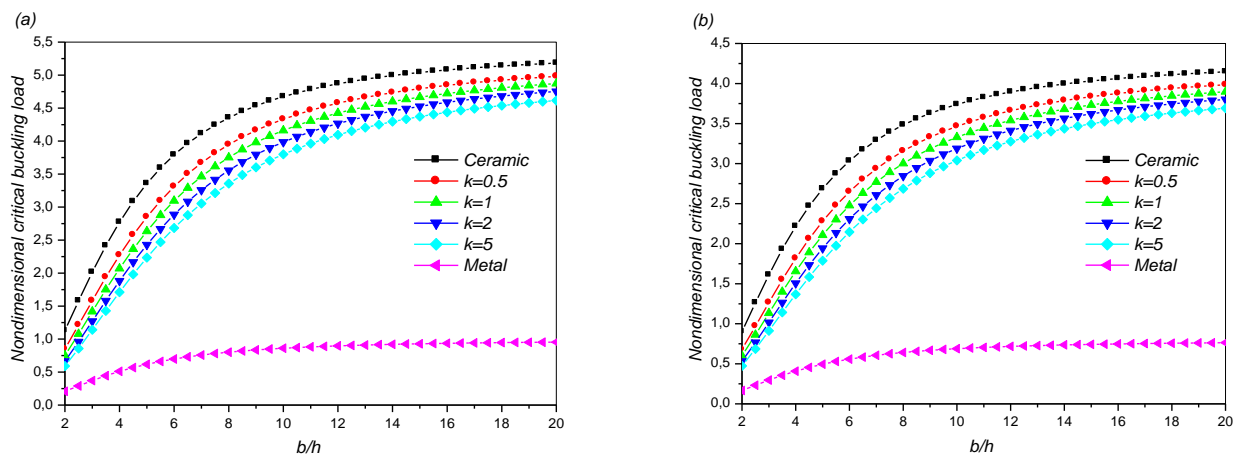 (a)
Nondimensional critical buckling load
5,5
5,0
4,5
4,0
3,5
3,0
2,5
2,0
1,5
1,0
0,5
0,0
Ceramic
k=0.5
k=1
k=2
k=5
Metal
2 4 6 8 10 12 14 16 18 20
b/h
(b)
Nondimensional critical buckling load
4,5
4,0
3,5
3,0
2,5
2,0
1,5
1,0
0,5
0,0
Ceramic
k=0.5
k=1
k=2
k=5
Metal
2 4 6 8 10 12 14 16 18 20
b/h